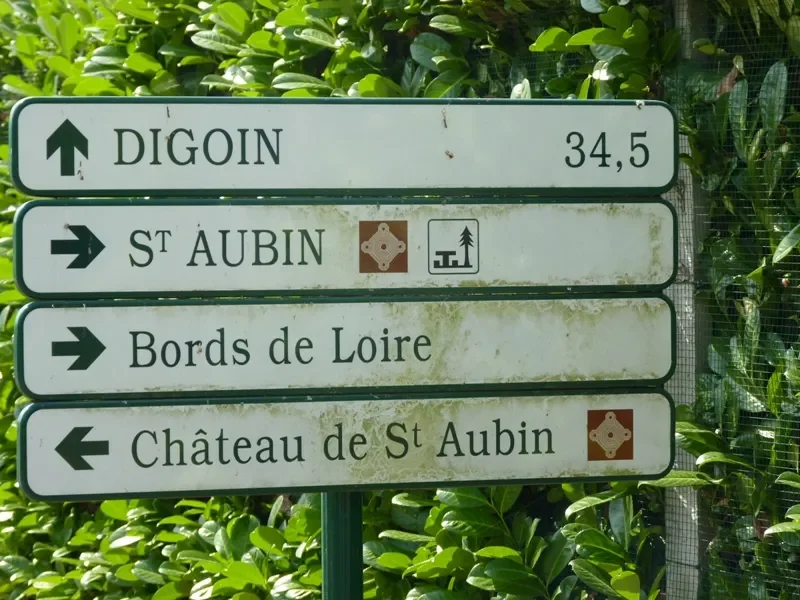 DIGOIN 34,5
ST AUBIN
Bords de Loire
Château de St Aubin